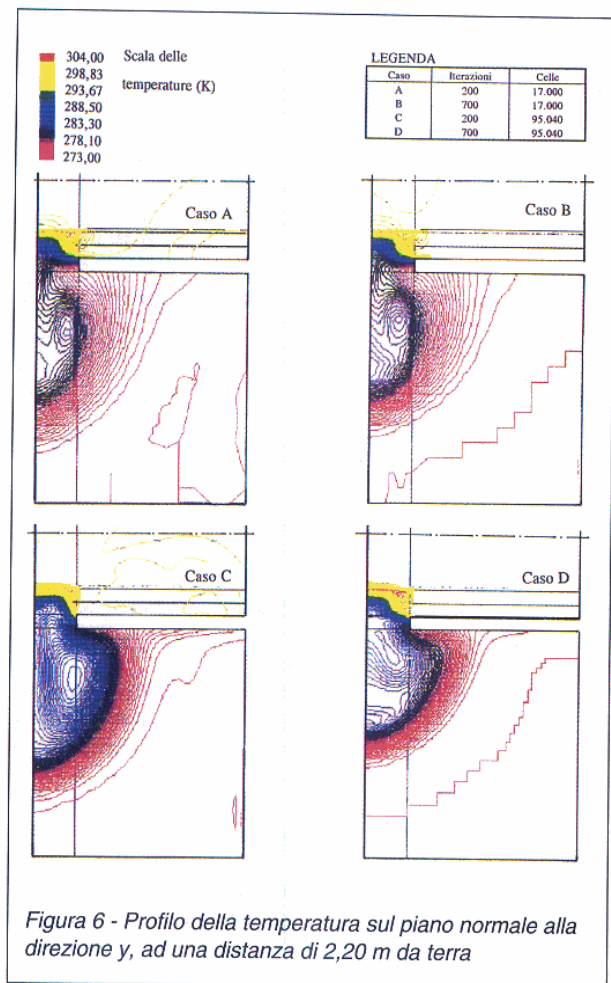 304,00 Scala delle
298,83
293,67 temperature (K)
288,50
283,30
278,10
273,00
LEGENDA
Caso Iterazioni Celle
A 200 17.000
B 700 17.000
C 200 95.040
D 700 95.040
Caso A
Caso B
Caso C
Caso D
Figura 6 - Profilo della temperatura sul piano normale alla
direzione y, ad una distanza di 2,20 m da terra